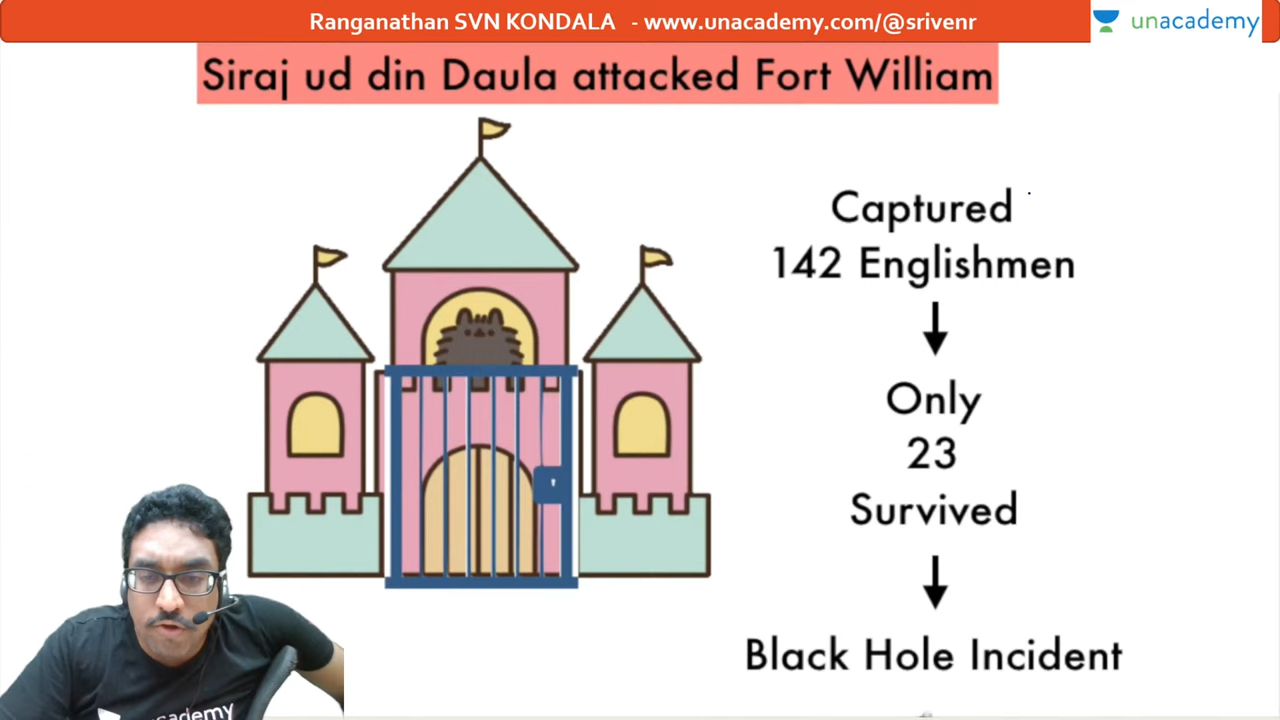 Ranganathan SVN KONDALA - www.unacademy.com/@srivenr
unacademy
Siraj ud din Daula attacked Fort William
Captured
142 Englishmen
Only
23
Survived
Black Hole Incident